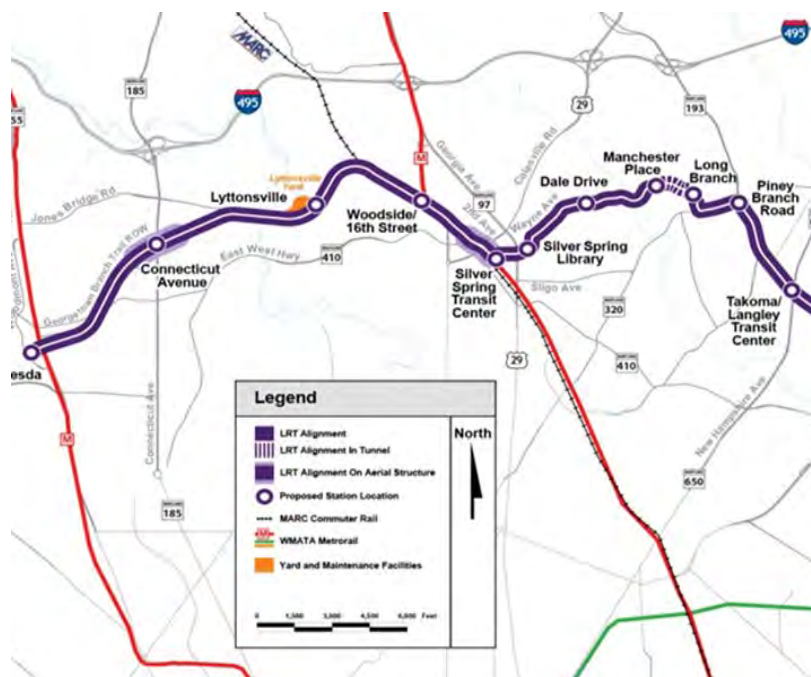 MARC
495
185
29
193
495
355
495
Georgia Ave
Colesville Rd
Manchester
Place
Long
Branch
Lyttonsville
Yard
M
Dale Drive
Piney
Branch
Road
Lyttonsville
97
Wayne Ave
2nd Ave
Jones Bridge Rd
Woodside/
16th Street
Georgetown Branch Trail ROW
East West Hwy
410
Silver Spring
Library
Connecticut
Avenue
Silver
Spring
Transit
Center
Sligo Ave
320
Takoma/
Langley
Transit
Center
esda
29
410
Connecticut Ave
New Hampshire Ave
M
650
185
Legend
LRT Alignment
LRT Alignment In Tunnel
LRT Alignment On Aerial Structure
Proposed Station Location
MARC Commuter Rail
M
WMATA Metrorail
Yard and Maintenance Facilities
0 1,500 3,000 4,500 6,000 Feet
North